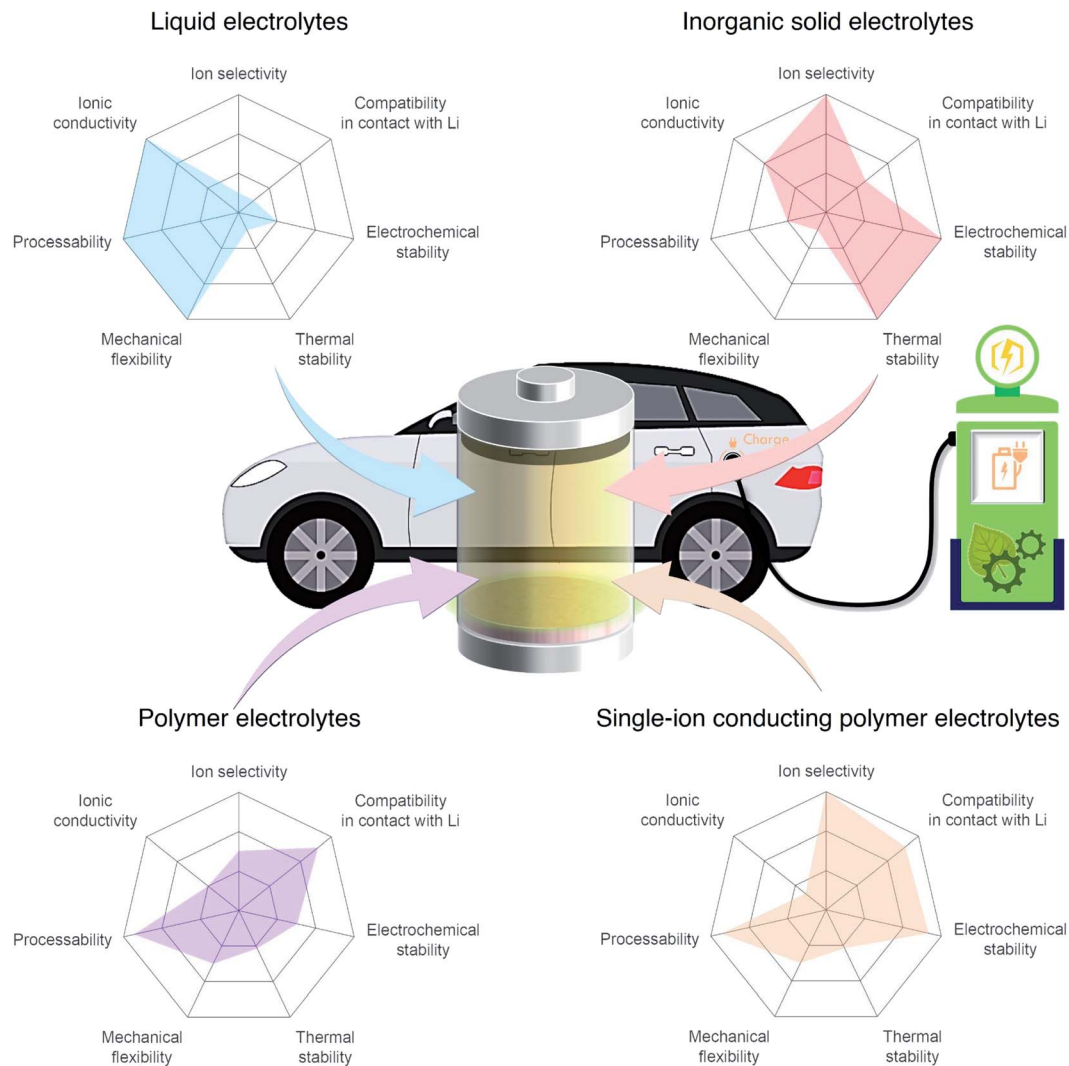 Liquid electrolytes
Ion selectivity
Ionic
conductivity
Compatibility
in contact with Li
Processability
Electrochemical
stability
Mechanical
flexibility
Thermal
stability
Inorganic solid electrolytes
Ion selectivity
Ionic
conductivity
Compatibility
in contact with Li
Processability
Electrochemical
stability
Mechanical
flexibility
Thermal
stability
Charge
Polymer electrolytes
Ion selectivity
Ionic
conductivity
Compatibility
in contact with Li
Processability
Electrochemical
stability
Mechanical
flexibility
Thermal
stability
Single-ion conducting polymer electrolytes
Ion selectivity
Ionic
conductivity
Compatibility
in contact with Li
Processability
Electrochemical
stability
Mechanical
flexibility
Thermal
stability